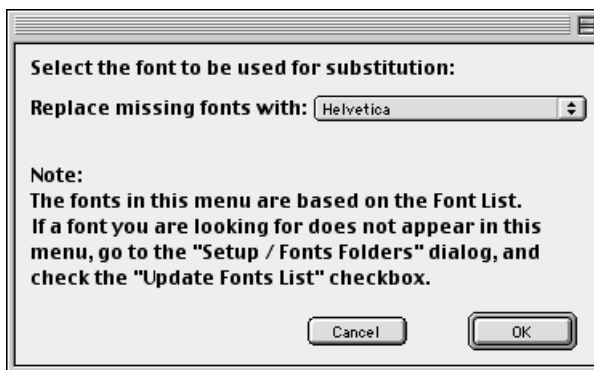 Select the font to be used for substitution:
Replace missing fonts with: Helvetica
Note:
The fonts in this menu are based on the Font List.
If a font you are looking for does not appear in this
menu, go to the "Setup / Fonts Folders" dialog, and
check the "Update Fonts List" checkbox.
Cancel OK